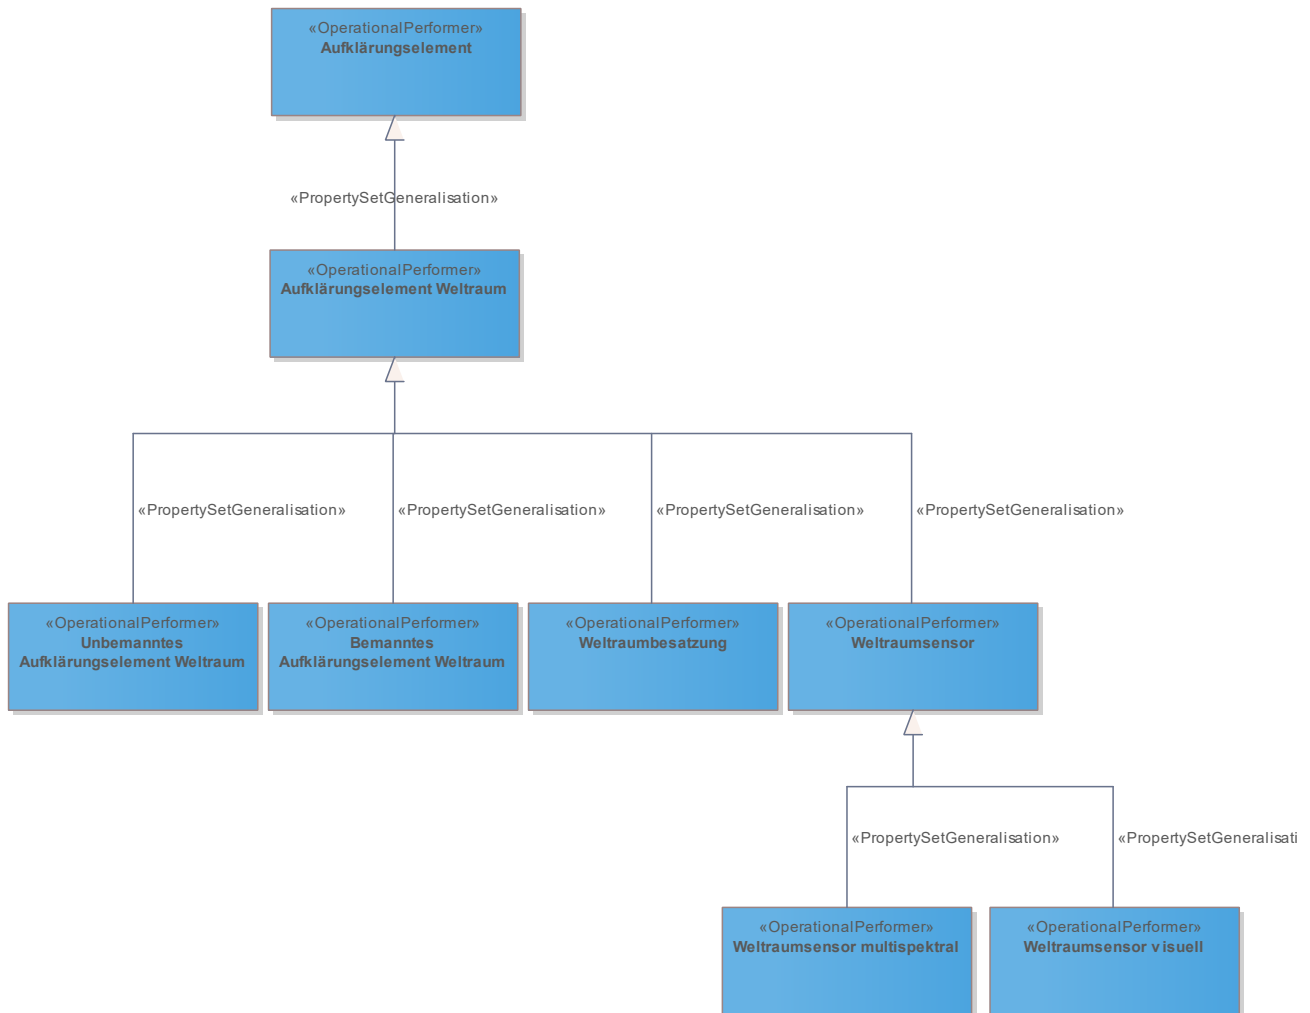 «OperationalPerformer»
Aufklärungselement
«PropertySetGeneralisation»
«OperationalPerformer»
Aufklärungselement Weltraum
«PropertySetGeneralisation»
«PropertySetGeneralisation»
«PropertySetGeneralisation»
«PropertySetGeneralisation»
«OperationalPerformer»
Unbemanntes
Aufklärungselement Weltraum
«OperationalPerformer»
Bemanntes
Aufklärungselement Weltraum
«OperationalPerformer»
Weltraumbesatzung
«OperationalPerformer»
Weltraumsensor
«PropertySetGeneralisation»
«PropertySetGeneralisati
«OperationalPerformer»
Weltraumsensor multispektral
«OperationalPerformer»
Weltraumsensor visuell